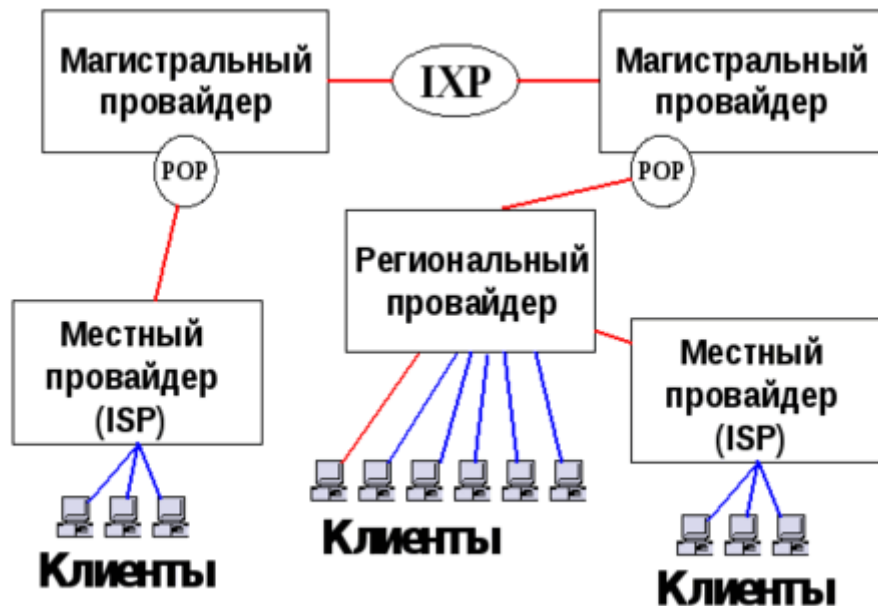 Магистральный
провайдер
IXP
Магистральный
провайдер
POP
POP
Региональный
провайдер
Местный
провайдер
(ISP)
Местный
провайдер
(ISP)
Клиенты
Клиенты
Клиенты